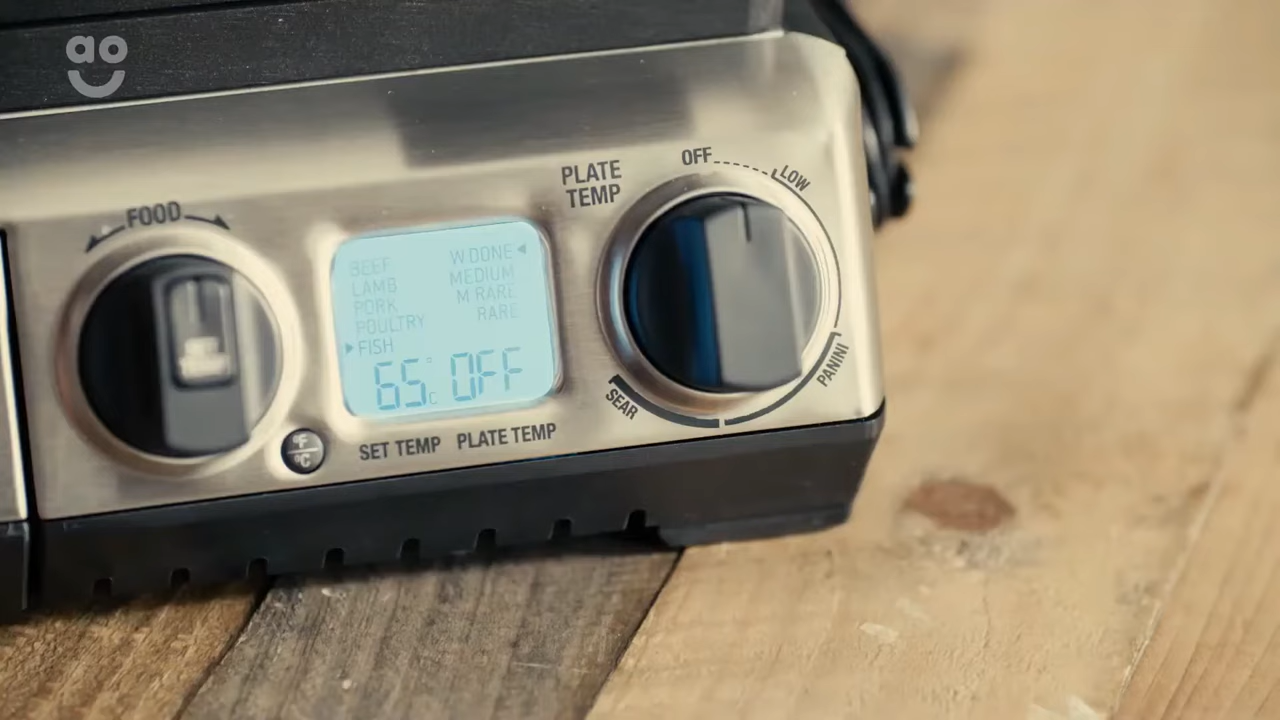 ao
FOOD
BEEF
LAMB
PORK
POULTRY
FISH
W.DONE
MEDIUM
M RARE
RARE
65°C OFF
SET TEMP PLATE TEMP
°F
°C
PLATE
TEMP
OFF
LOW
PANINI
SEAR